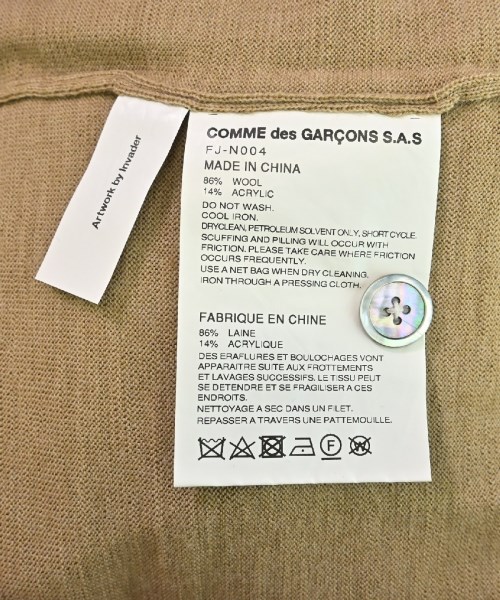 Artwork by Invader
COMME des GARÇONS S.A.S
FJ-N004
MADE IN CHINA
86% WOOL
14% ACRYLIC
DO NOT WASH.
COOL IRON.
DRYCLEAN, PETROLEUM SOLVENT ONLY, SHORT CYCLE.
SCUFFING AND PILLING WILL OCCUR WITH
FRICTION. PLEASE TAKE CARE WHERE FRICTION
OCCURS FREQUENTLY.
USE A NET BAG WHEN DRY CLEANING.
IRON THROUGH A PRESSING CLOTH.
FABRIQUE EN CHINE
86% LAINE
14% ACRYLIQUE
DES ERAFLURES ET BOULOCHAGES VONT
APPARAITRE SUITE AUX FROTTEMENTS
ET LAVAGES SUCCESSIFS. LE TISSU PEUT
SE DETENDRE ET SE CRAQUELER A CES
ENDROITS.
NETTOYAGE A SEC DANS UN FILET.
REPASSER A TRAVERS UNE PATTEMOUILLE.
F W